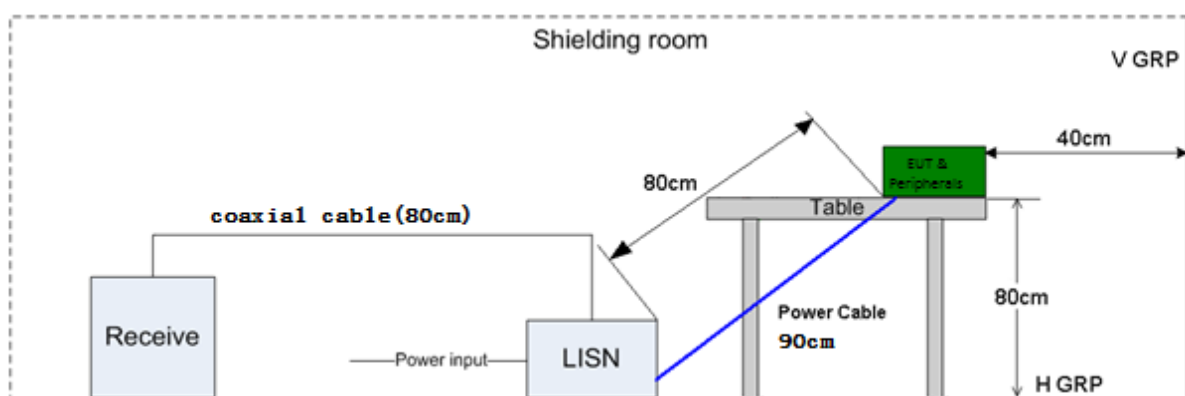 Shielding room
V GRP
40cm
EUT &
Peripherals
80cm
Table
coaxial cable(80cm)
Receive
Power input
LISN
Power Cable
90cm
80cm
H GRP